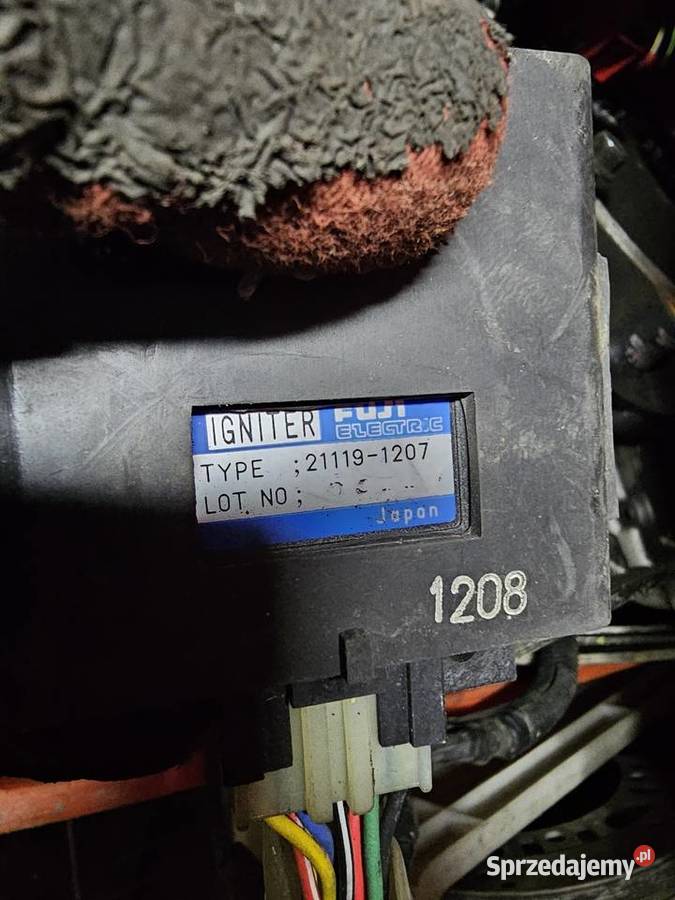 IGNITER FUJI
ELECTRIC
TYPE ; 21119-1207
LOT NO ;
Japan
1208
Sprzedajemy.pl